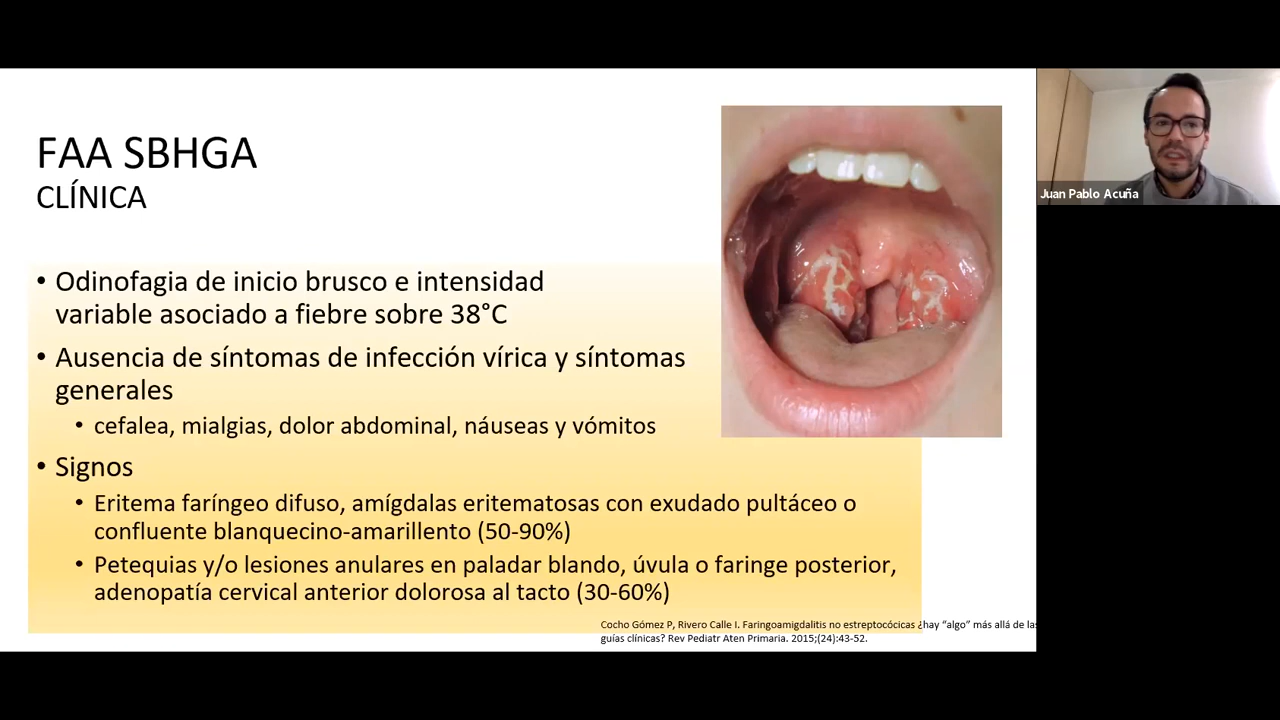 FAA SBHGA
CLÍNICA
• Odinofagia de inicio brusco e intensidad
variable asociado a fiebre sobre 38°C
• Ausencia de síntomas de infección vírica y síntomas
generales
• cefalea, mialgias, dolor abdominal, náuseas y vómitos
• Signos
• Eritema faríngeo difuso, amígdalas eritematosas con exudado pultáceo o
confluente blanquecino-amarillento (50-90%)
• Petequias y/o lesiones anulares en paladar blando, úvula o faringe posterior,
adenopatía cervical anterior dolorosa al tacto (30-60%)
Cocho Gómez P, Rivero Calle I. Faringoamigdalitis no estreptocócicas ¿hay “algo” más allá de las
guías clínicas? Rev Pediatr Aten Primaria. 2015;(24):43-52.
Juan Pablo Acuña